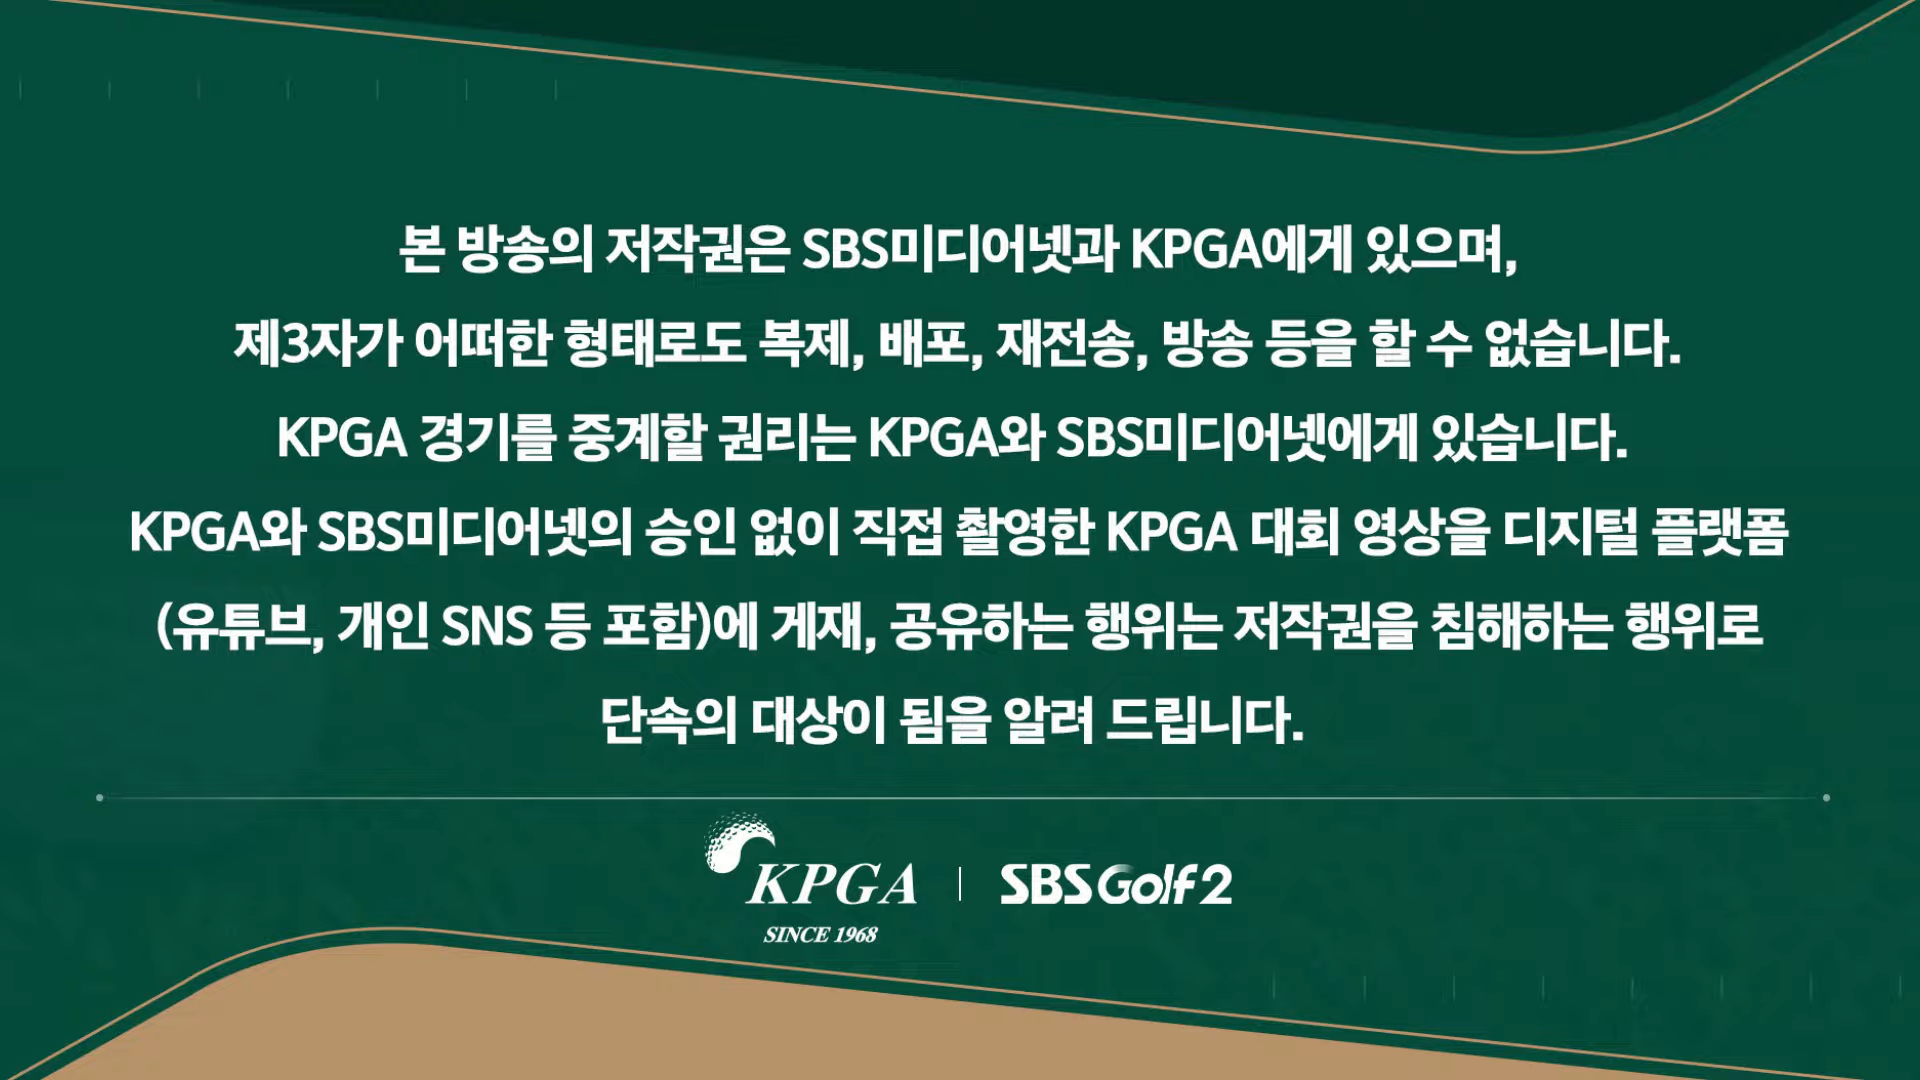 본 방송의 저작권은 SBS미디어넷과 KPGA에게 있으며,
제3자가 어떠한 형태로도 복제, 배포, 재전송, 방송 등을 할 수 없습니다.
KPGA 경기를 중계할 권리는 KPGA와 SBS미디어넷에게 있습니다.
KPGA와 SBS미디어넷의 승인 없이 직접 촬영한 KPGA 대회 영상을 디지털 플랫폼
(유튜브, 개인 SNS 등 포함)에 게재, 공유하는 행위는 저작권을 침해하는 행위로
단속의 대상이 됨을 알려 드립니다.
KPGA
SINCE 1968
SBS Golf 2